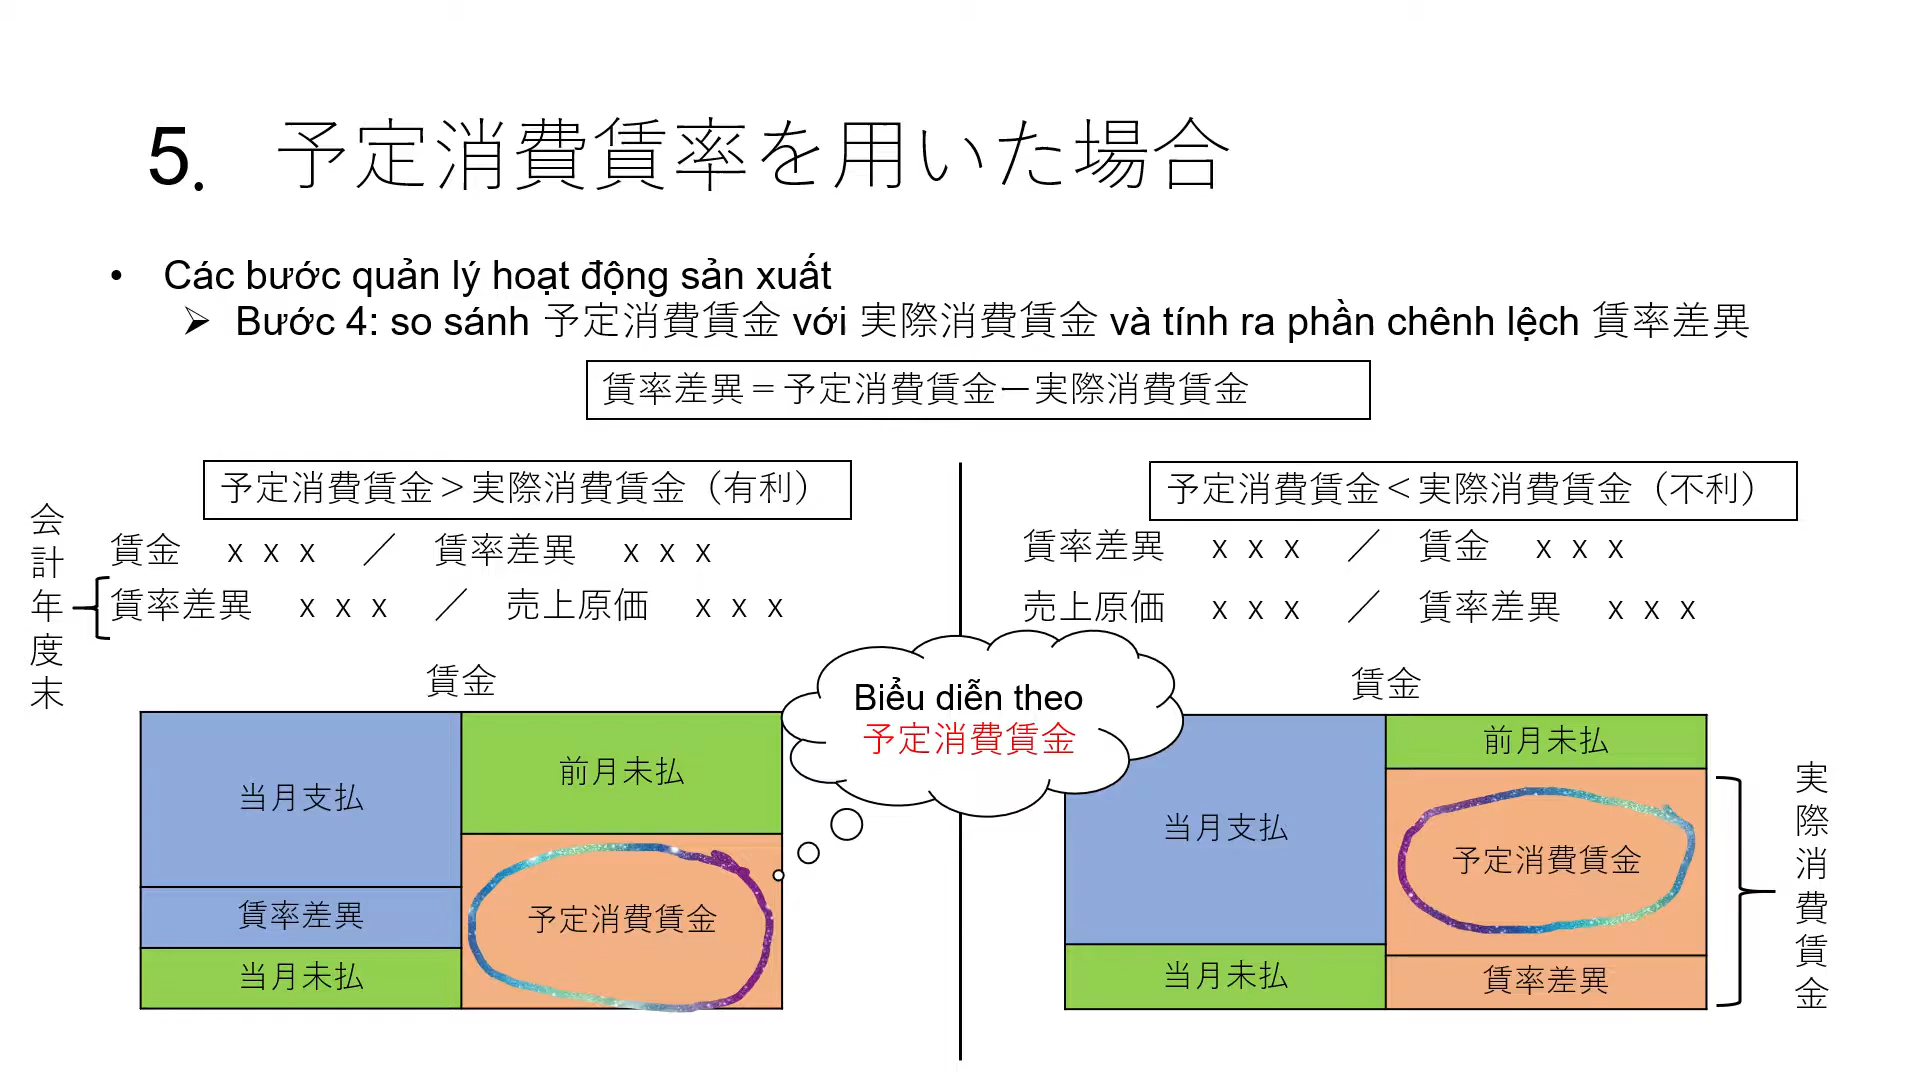 5. 予定消費賃率を用いた場合
• Các bước quản lý hoạt động sản xuất
➢ Bước 4: so sánh 予定消費賃金 với 実際消費賃金 và tính ra phần chênh lệch 賃率差異
賃率差異＝予定消費賃金－実際消費賃金
予定消費賃金＞実際消費賃金（有利）
賃金 ｘｘｘ ／ 賃率差異 ｘｘｘ
会計年度末
賃率差異 ｘｘｘ ／ 売上原価 ｘｘｘ
賃金
当月支払
前月未払
賃率差異
予定消費賃金
当月未払
Biểu diễn theo
予定消費賃金
予定消費賃金＜実際消費賃金（不利）
賃率差異 ｘｘｘ ／ 賃金 ｘｘｘ
売上原価 ｘｘｘ ／ 賃率差異 ｘｘｘ
賃金
前月未払
当月支払
予定消費賃金
当月未払
賃率差異
実際消費賃金